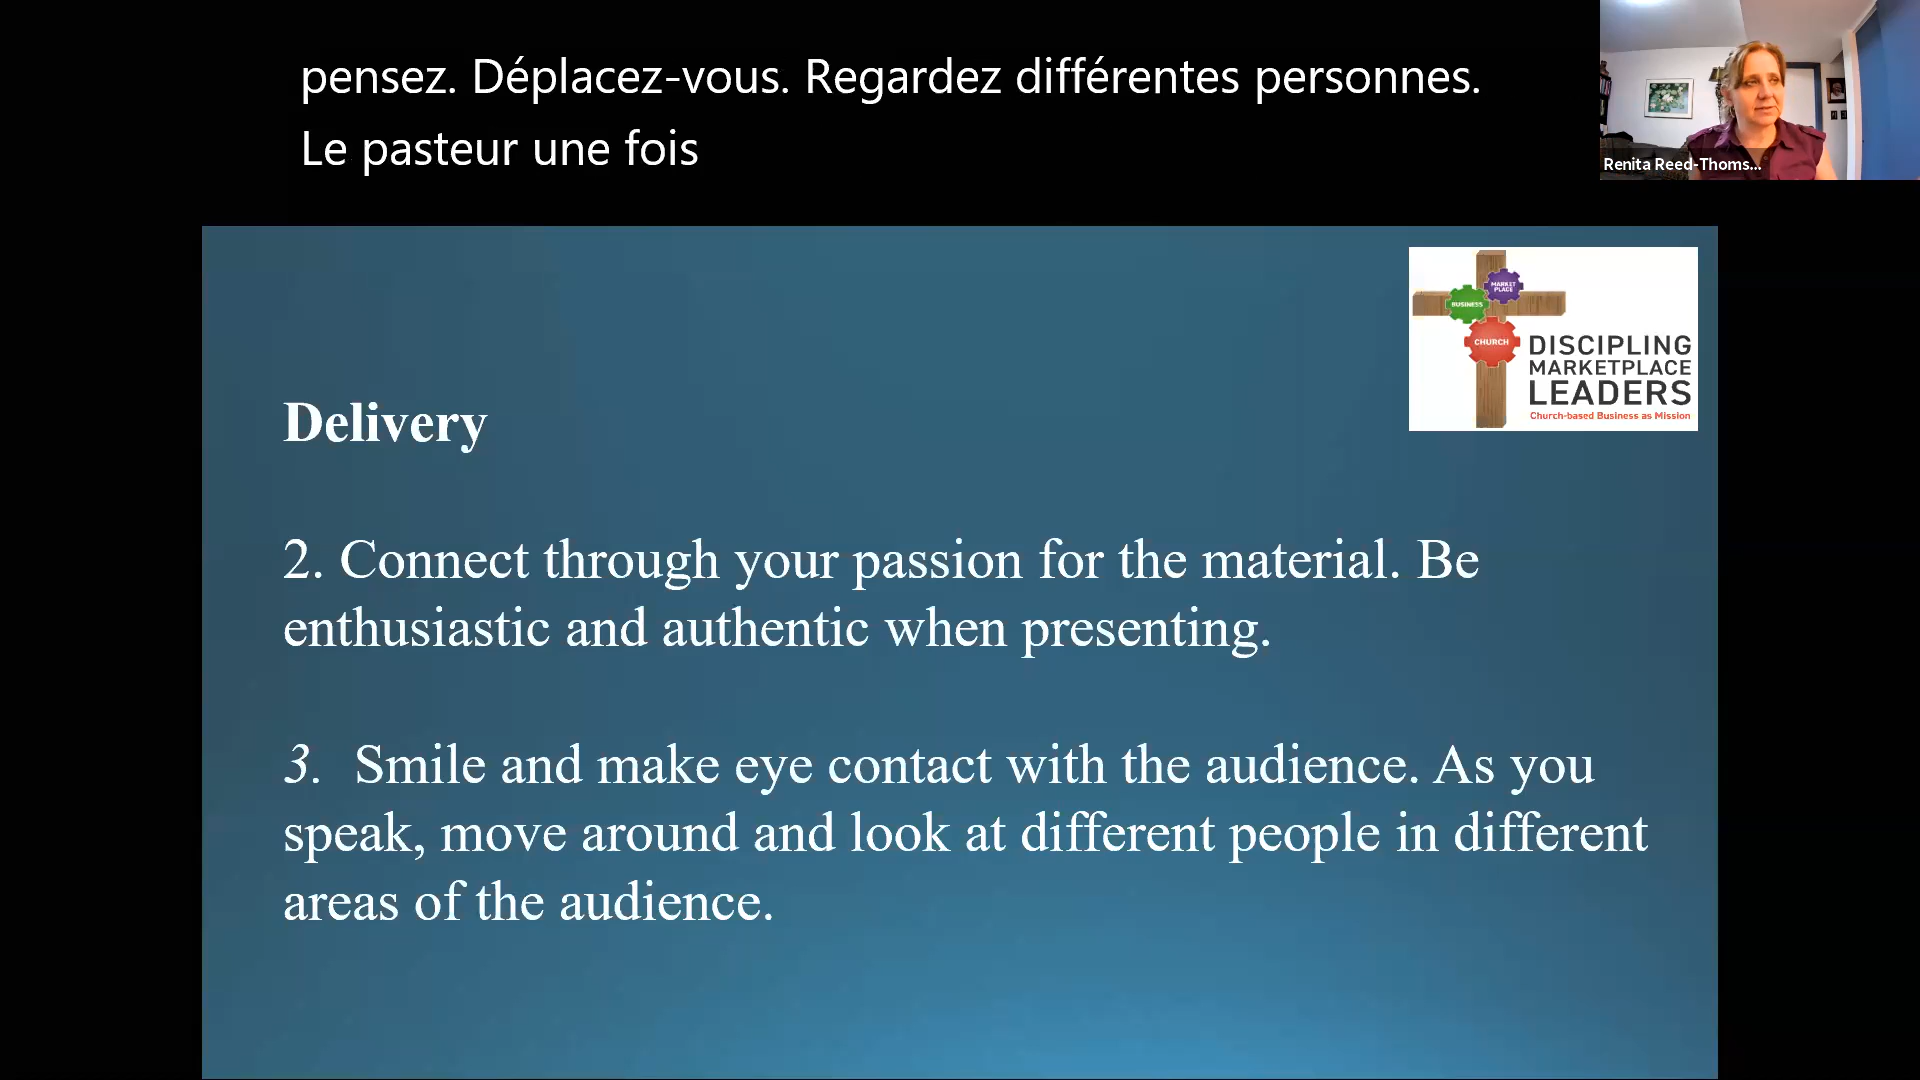 pensez. Déplacez-vous. Regardez différentes personnes.
Le pasteur une fois
Renita Reed-Thoms...
MARKET
PLACE
BUSINESS
CHURCH
DISCIPLING
MARKETPLACE
LEADERS
Church-based Business as Mission
Delivery
2. Connect through your passion for the material. Be
enthusiastic and authentic when presenting.
3. Smile and make eye contact with the audience. As you
speak, move around and look at different people in different
areas of the audience.